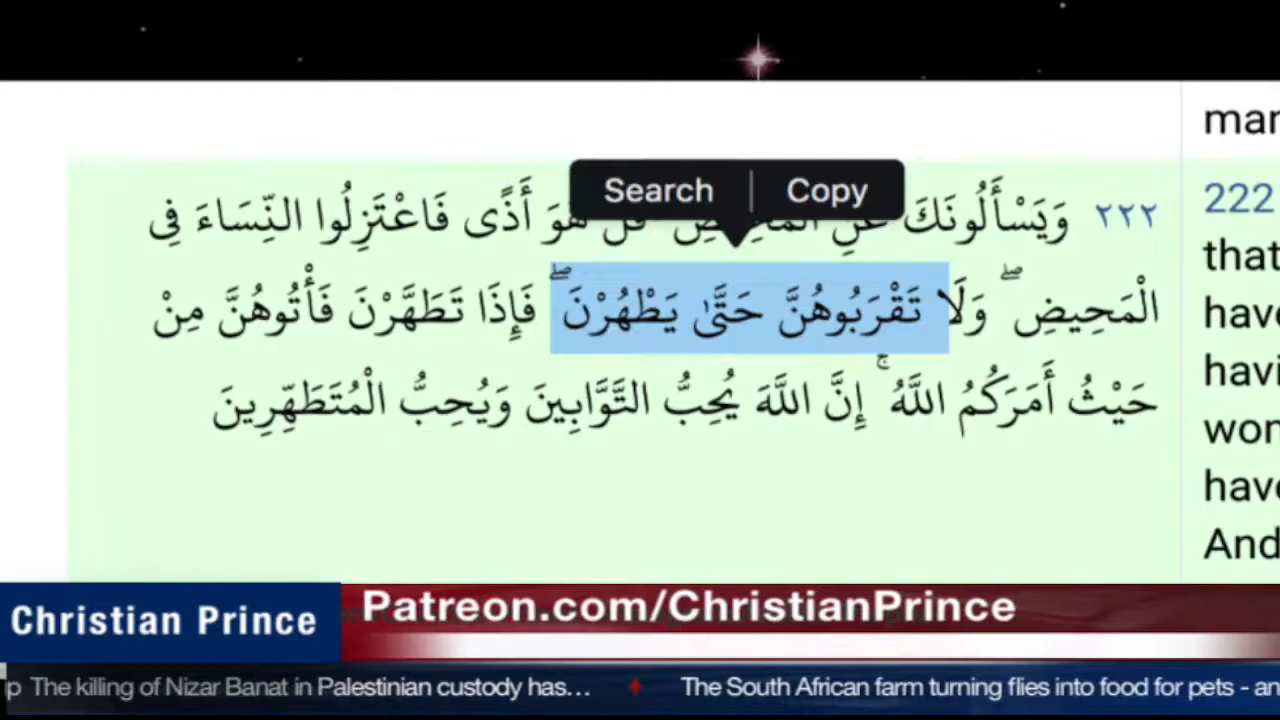 Search
Copy
٢٢٢ وَيَسْأَلُونَكَ عَنِ الْمَحِيضِ قُلْ هُوَ أَذًى فَاعْتَزِلُوا النِّسَاءَ فِي
الْمَحِيضِ ۖ وَلَا تَقْرَبُوهُنَّ حَتَّىٰ يَطْهُرْنَ ۖ فَإِذَا تَطَهَّرْنَ فَأْتُوهُنَّ مِنْ
حَيْثُ أَمَرَكُمُ اللَّهُ ۚ إِنَّ اللَّهَ يُحِبُّ التَّوَّابِينَ وَيُحِبُّ الْمُتَطَهِّرِينَ
mar
222
that
have
havi
won
have
And
Christian Prince
Patreon.com/ChristianPrince
p The killing of Nizar Banat in Palestinian custody has... The South African farm turning flies into food for pets - an